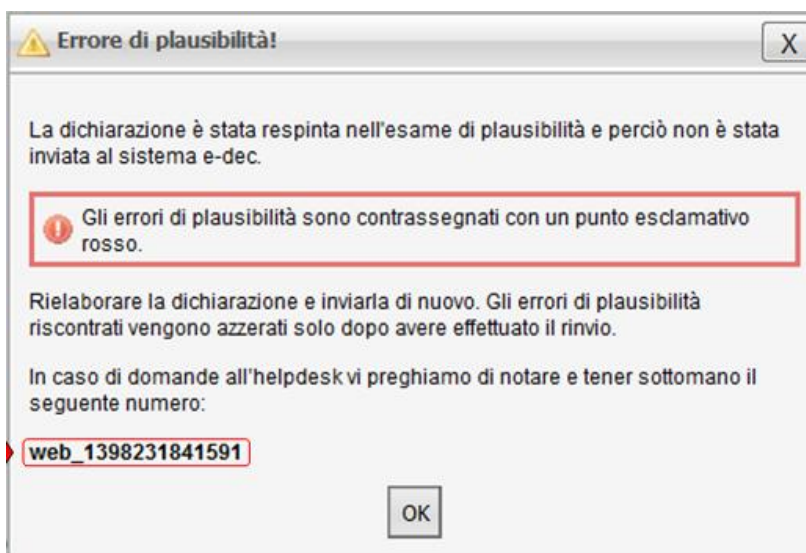 Errore di plausibilità!
X
La dichiarazione è stata respinta nell'esame di plausibilità e perciò non è stata
inviata al sistema e-dec.
Gli errori di plausibilità sono contrassegnati con un punto esclamativo
rosso.
Rielaborare la dichiarazione e inviarla di nuovo. Gli errori di plausibilità
riscontrati vengono azzerati solo dopo avere effettuato il rinvio.
In caso di domande all'helpdesk vi preghiamo di notare e tener sottomano il
seguente numero:
web_1398231841591
OK